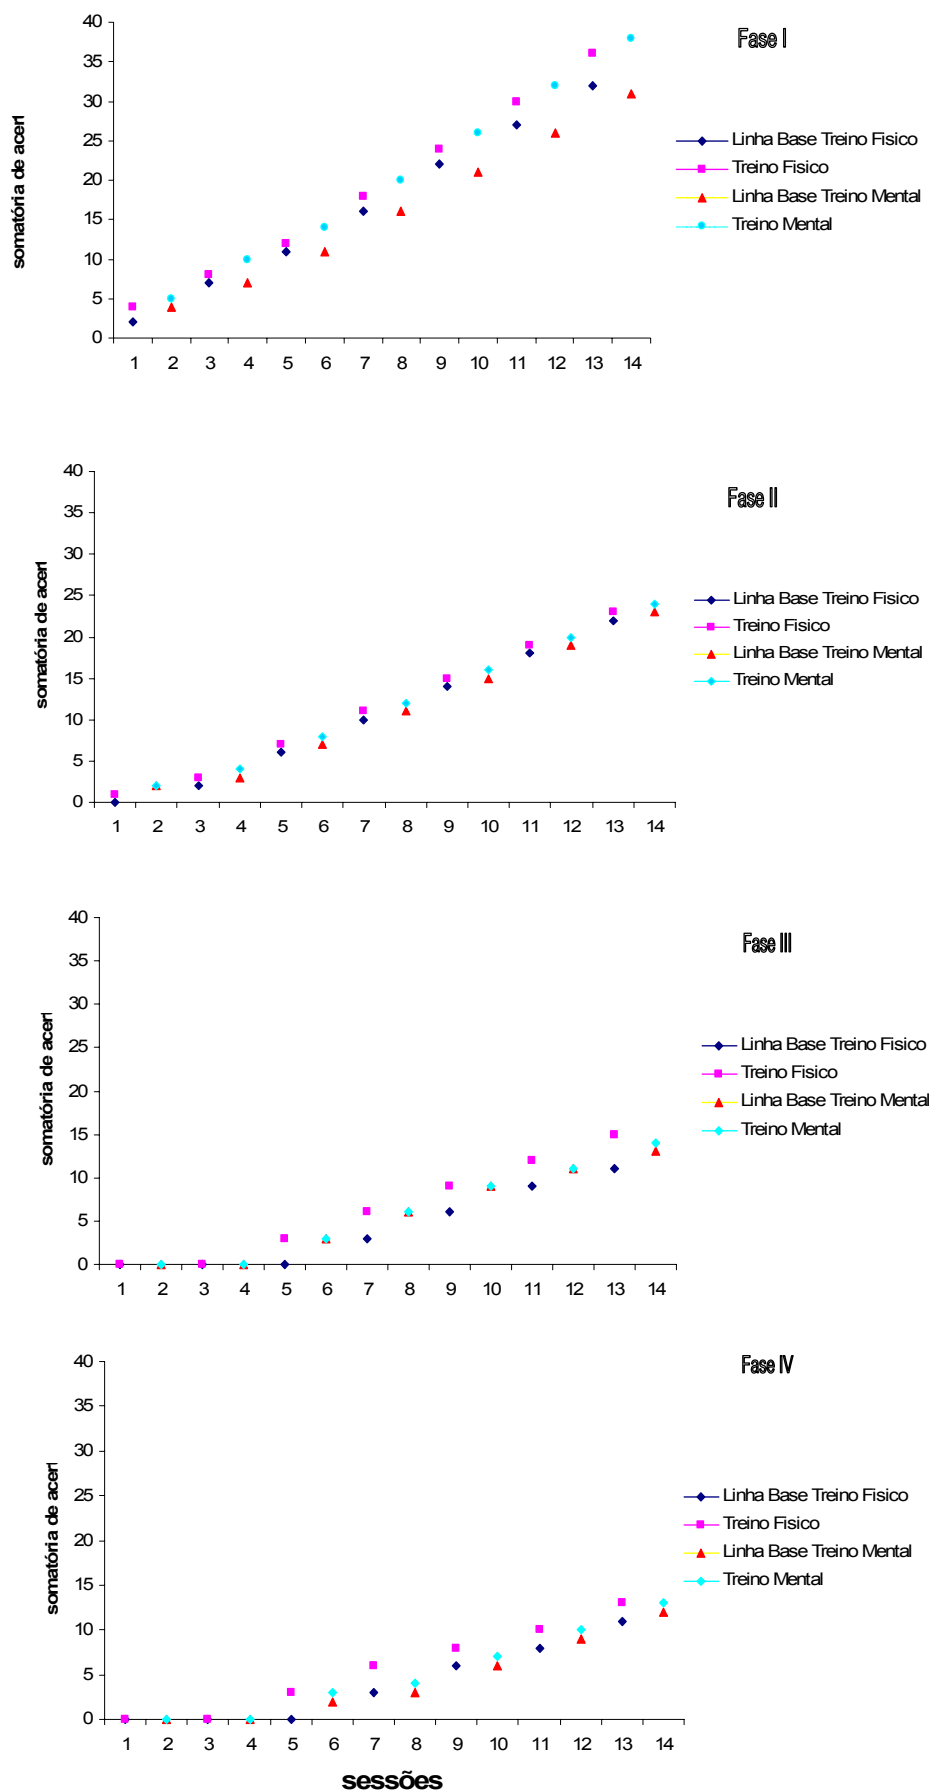 Fase I
40
35
30
25
20
15
10
5
0
somatória de acer
1 2 3 4 5 6 7 8 9 10 11 12 13 14
Linha Base Treino Fisico
Treino Fisico
Linha Base Treino Mental
Treino Mental
Fase II
40
35
30
25
20
15
10
5
0
somatória de acer
1 2 3 4 5 6 7 8 9 10 11 12 13 14
Linha Base Treino Fisico
Treino Fisico
Linha Base Treino Mental
Treino Mental
Fase III
40
35
30
25
20
15
10
5
0
somatória de acer
1 2 3 4 5 6 7 8 9 10 11 12 13 14
Linha Base Treino Fisico
Treino Fisico
Linha Base Treino Mental
Treino Mental
Fase IV
40
35
30
25
20
15
10
5
0
somatória de acer
1 2 3 4 5 6 7 8 9 10 11 12 13 14
Linha Base Treino Fisico
Treino Fisico
Linha Base Treino Mental
Treino Mental
sessões